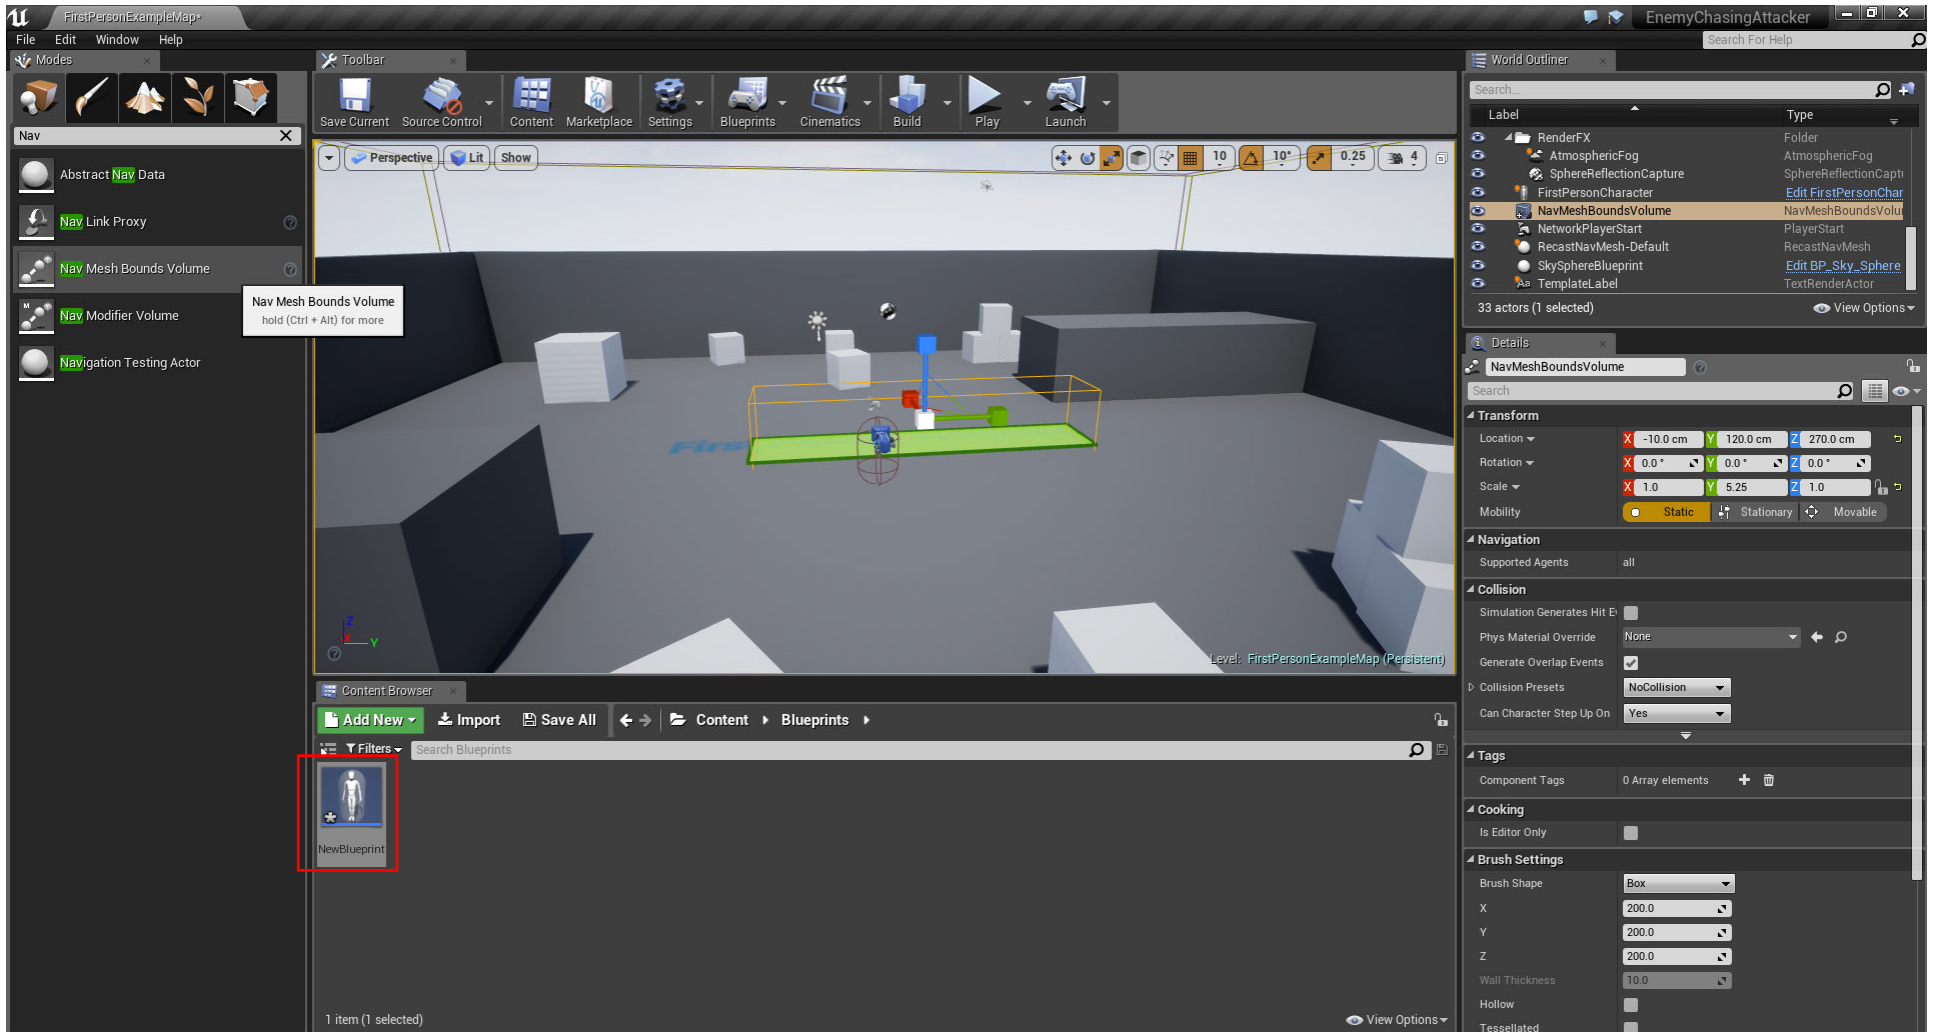 FirstPersonExampleMap*
EnemyChasingAttacker
File Edit Window Help
Search For Help
Modes
Toolbar
World Outliner
Save Current
Source Control
Content
Marketplace
Settings
Blueprints
Cinematics
Build
Play
Launch
Nav
Abstract Nav Data
Nav Link Proxy
Nav Mesh Bounds Volume
Nav Modifier Volume
Navigation Testing Actor
Nav Mesh Bounds Volume
hold (Ctrl + Alt) for more
Perspective
Lit
Show
10
10°
0.25
4
Z
X
Y
Level: FirstPersonExampleMap (Persistent)
Search...
Label Type
RenderFX Folder
AtmosphericFog AtmosphericFog
SphereReflectionCapture SphereReflectionCapt
FirstPersonCharacter Edit FirstPersonChar
NavMeshBoundsVolume NavMeshBoundsVolu
NetworkPlayerStart PlayerStart
RecastNavMesh-Default RecastNavMesh
SkySphereBlueprint Edit BP_Sky_Sphere
TemplateLabel TextRenderActor
33 actors (1 selected) View Options
Details
NavMeshBoundsVolume
Search
Transform
Location X -10.0 cm Y 120.0 cm Z 270.0 cm
Rotation X 0.0 ° Y 0.0 ° Z 0.0 °
Scale X 1.0 Y 5.25 Z 1.0
Mobility Static Stationary Movable
Navigation
Supported Agents all
Collision
Simulation Generates Hit E
Phys Material Override None
Generate Overlap Events
Collision Presets NoCollision
Can Character Step Up On Yes
Tags
Component Tags 0 Array elements
Cooking
Is Editor Only
Brush Settings
Brush Shape Box
X 200.0
Y 200.0
Z 200.0
Wall Thickness 10.0
Hollow
Tessellated
Content Browser
Add New Import Save All Content Blueprints
Filters Search Blueprints
NewBlueprint
1 item (1 selected) View Options